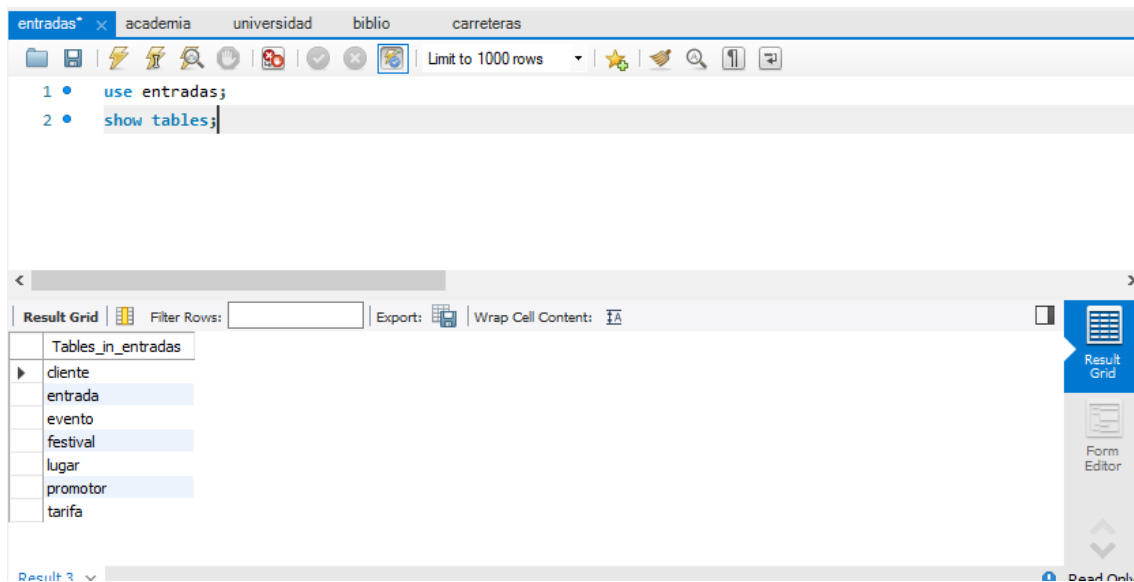 entradas* academia universidad biblio carreteras
Limit to 1000 rows
1 use entradas;
2 show tables;
Result Grid Filter Rows: Export: Wrap Cell Content:
Tables_in_entradas
cliente
entrada
evento
festival
lugar
promotor
tarifa
Result Grid
Form Editor
Result 3 Read Only